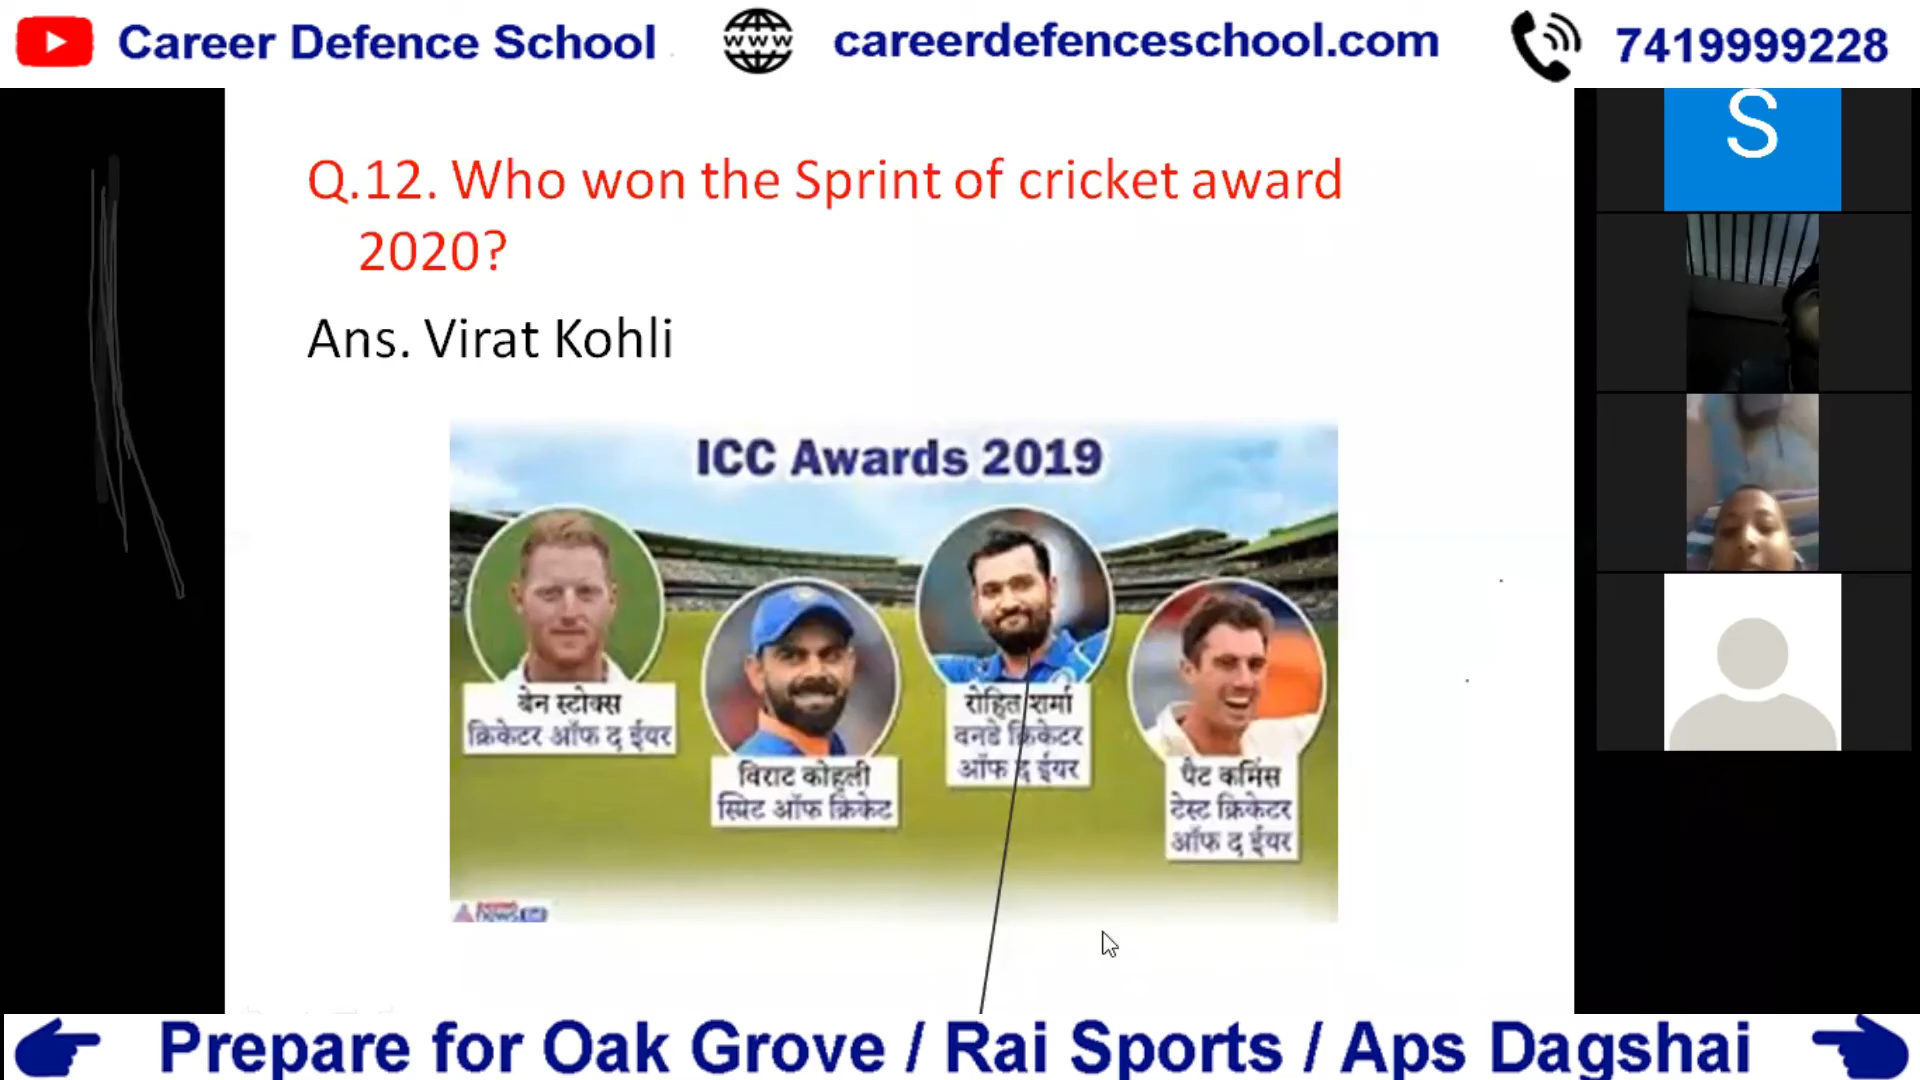 Career Defence School
www
careerdefenceschool.com
7419999228
S
Q.12. Who won the Sprint of cricket award
2020?
Ans. Virat Kohli
ICC Awards 2019
बेन स्टोक्स
क्रिकेटर ऑफ द ईयर
विराट कोहली
स्प्रिट ऑफ क्रिकेट
रोहित शर्मा
वनडे क्रिकेटर
ऑफ द ईयर
पैट कमिंस
टेस्ट क्रिकेटर
ऑफ द ईयर
Prepare for Oak Grove / Rai Sports / Aps Dagshai